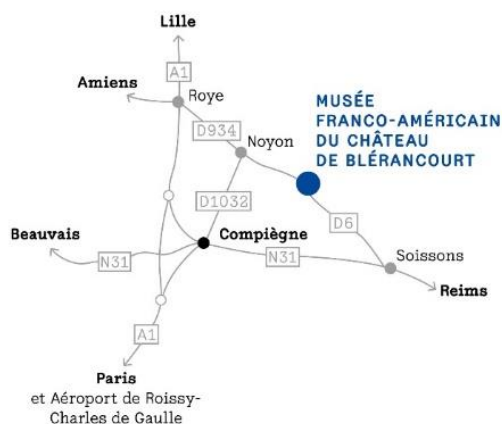 Lille
A1
Amiens
Roye
MUSÉE
FRANCO-AMÉRICAIN
DU CHÂTEAU
DE BLÉRANCOURT
D934
Noyon
D1032
D6
Beauvais
Compiègne
N31
N31
Soissons
Reims
A1
Paris
et Aéroport de Roissy-
Charles de Gaulle